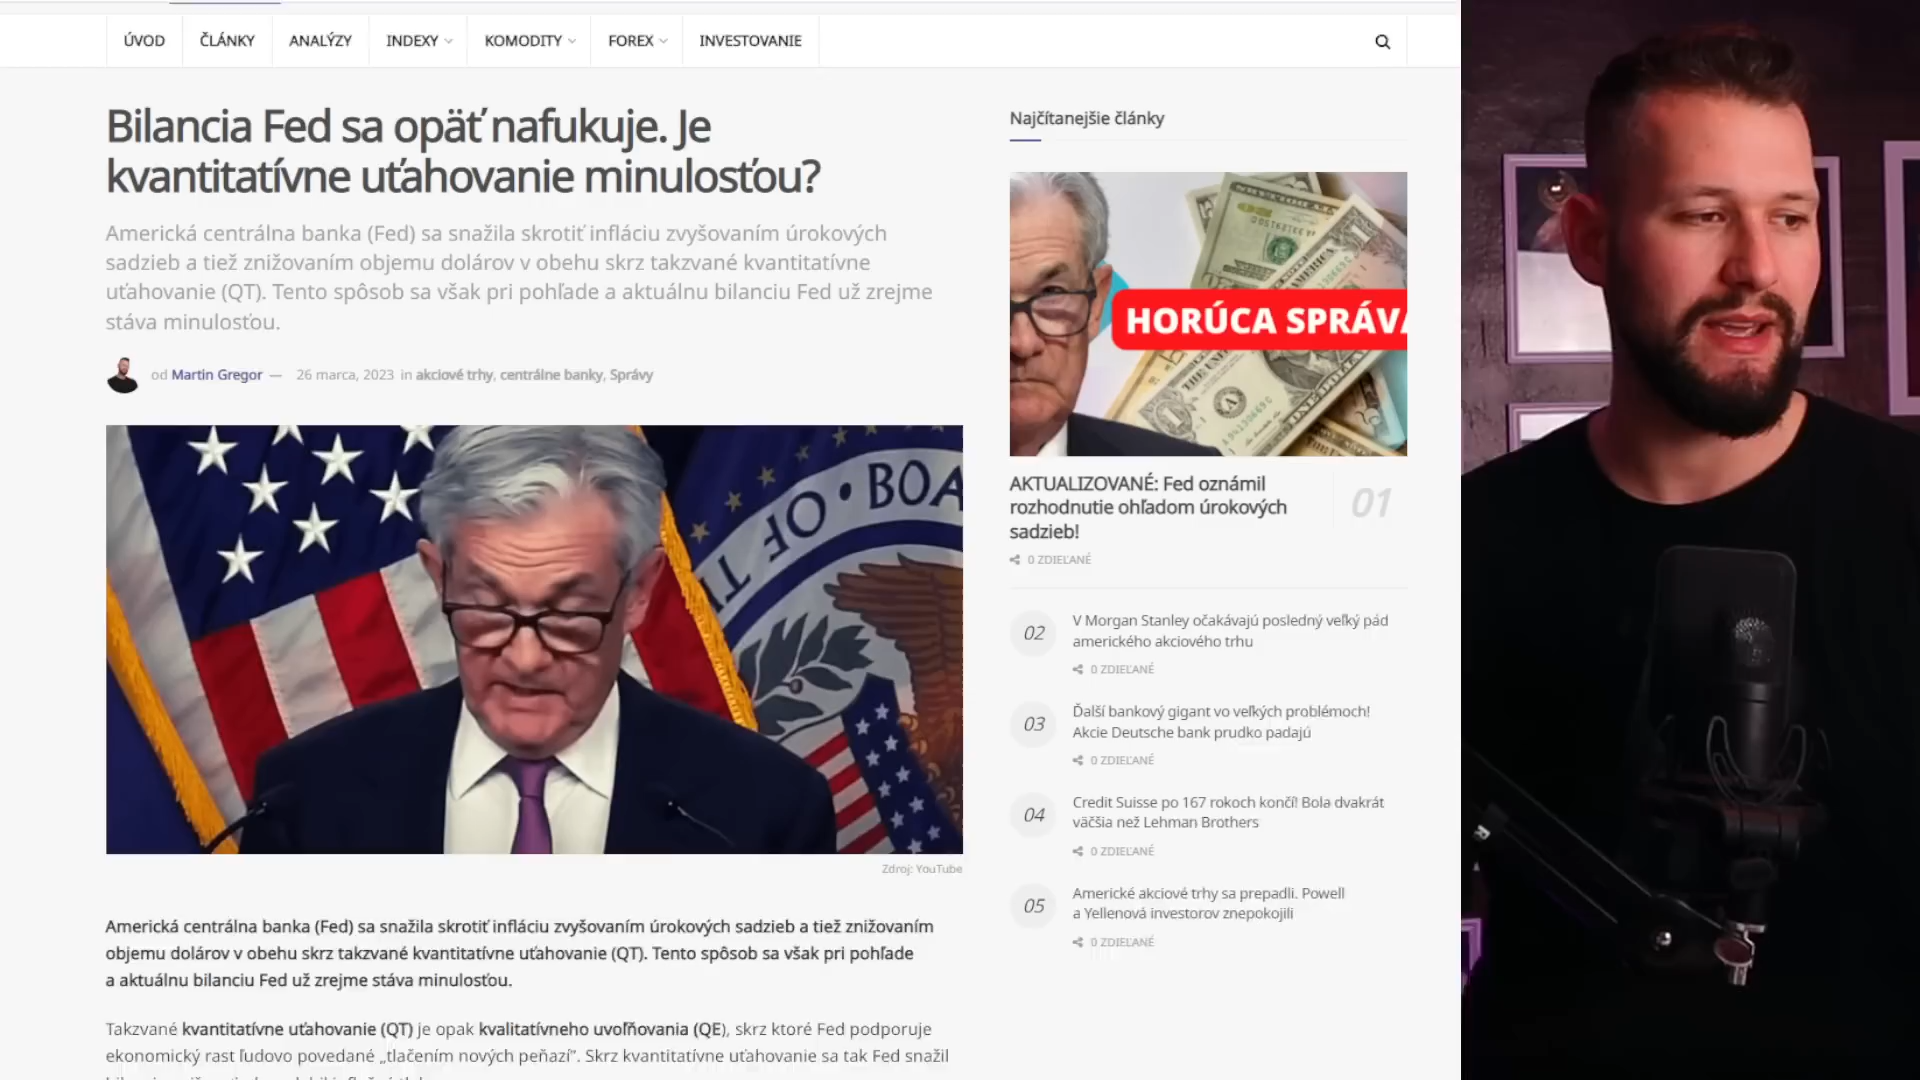 ÚVOD
ČLÁNKY
ANALÝZY
INDEXY
KOMODITY
FOREX
INVESTOVANIE
Bilancia Fed sa opäť nafukuje. Je
kvantitatívne uťahovanie minulosťou?
Americká centrálna banka (Fed) sa snažila skrotiť infláciu zvyšovaním úrokových
sadzieb a tiež znižovaním objemu dolárov v obehu skrz takzvané kvantitatívne
uťahovanie (QT). Tento spôsob sa však pri pohľade a aktuálnu bilanciu Fed už zrejme
stáva minulosťou.
od Martin Gregor — 26 marca, 2023 in akciové trhy, centrálne banky, Správy
OF
BOA
Zdroj: YouTube
Americká centrálna banka (Fed) sa snažila skrotiť infláciu zvyšovaním úrokových sadzieb a tiež znižovaním
objemu dolárov v obehu skrz takzvané kvantitatívne uťahovanie (QT). Tento spôsob sa však pri pohľade
a aktuálnu bilanciu Fed už zrejme stáva minulosťou.
Takzvané kvantitatívne uťahovanie (QT) je opak kvalitatívneho uvoľňovania (QE), skrz ktoré Fed podporuje
ekonomický rast ľudovo povedané „tlačením nových peňazí”. Skrz kvantitatívne uťahovanie sa tak Fed snažil
Najčítanejšie články
HORÚCA SPRÁVA
AKTUALIZOVANÉ: Fed oznámil
rozhodnutie ohľadom úrokových
sadzieb!
01
0 ZDIEĽANÉ
02
V Morgan Stanley očakávajú posledný veľký pád
amerického akciového trhu
0 ZDIEĽANÉ
03
Ďalší bankový gigant vo veľkých problémoch!
Akcie Deutsche bank prudko padajú
0 ZDIEĽANÉ
04
Credit Suisse po 167 rokoch končí! Bola dvakrát
väčšia než Lehman Brothers
0 ZDIEĽANÉ
05
Americké akciové trhy sa prepadli. Powell
a Yellenová investorov znepokojili
0 ZDIEĽANÉ